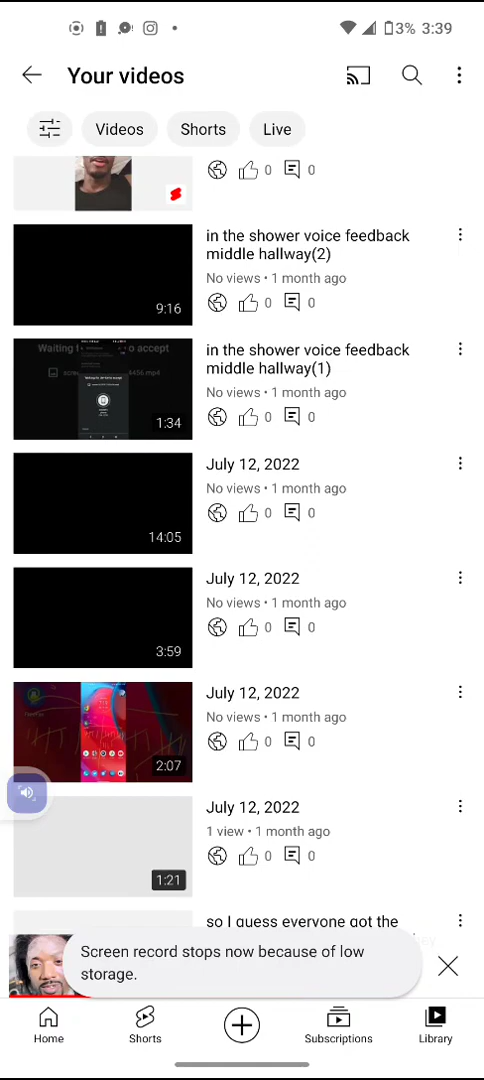 3% 3:39
Your videos
Videos Shorts Live
0 0
in the shower voice feedback
middle hallway(2)
No views • 1 month ago
0 0
9:16
in the shower voice feedback
middle hallway(1)
No views • 1 month ago
0 0
1:34
July 12, 2022
No views • 1 month ago
0 0
14:05
July 12, 2022
No views • 1 month ago
0 0
3:59
July 12, 2022
No views • 1 month ago
0 0
2:07
July 12, 2022
1 view • 1 month ago
0 0
1:21
so I guess everyone got the
Screen record stops now because of low
storage.
Home Shorts Subscriptions Library